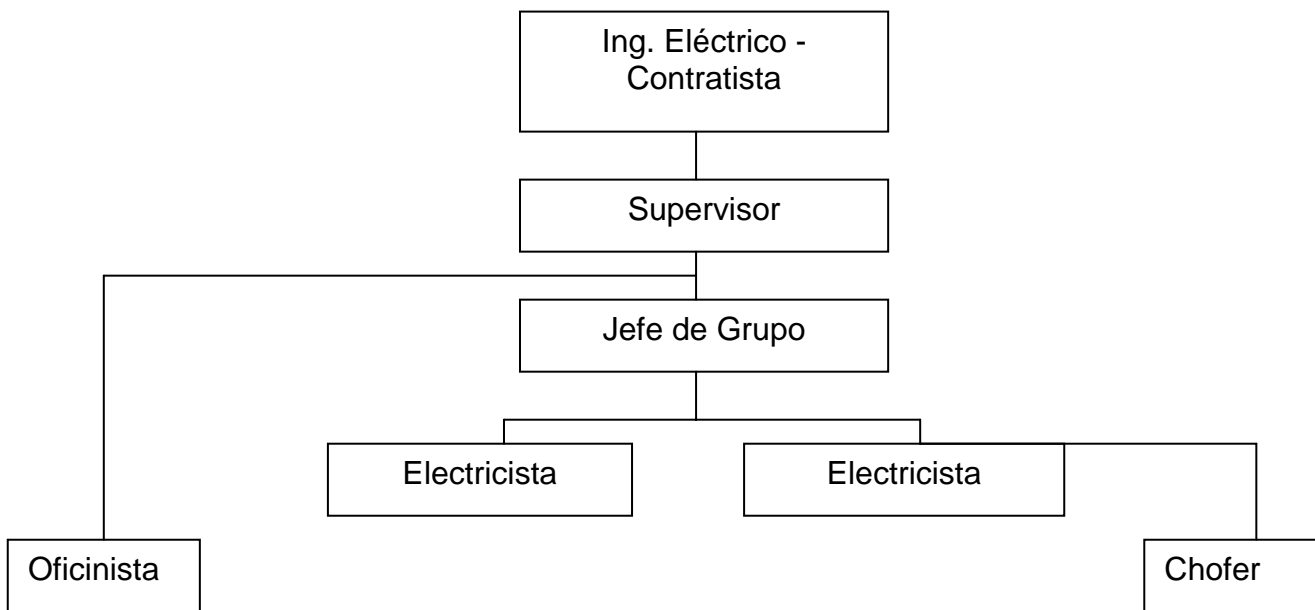 Ing. Eléctrico -
Contratista
Supervisor
Jefe de Grupo
Electricista
Electricista
Oficinista
Chofer